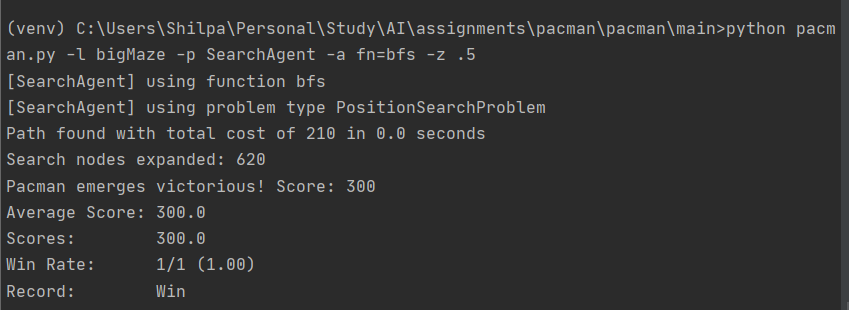 (venv) C:\Users\Shilpa\Personal\Study\AI\assignments\pacman\pacman\main>python pacm
an.py -l bigMaze -p SearchAgent -a fn=bfs -z .5
[SearchAgent] using function bfs
[SearchAgent] using problem type PositionSearchProblem
Path found with total cost of 210 in 0.0 seconds
Search nodes expanded: 620
Pacman emerges victorious! Score: 300
Average Score: 300.0
Scores:        300.0
Win Rate:      1/1 (1.00)
Record:        Win